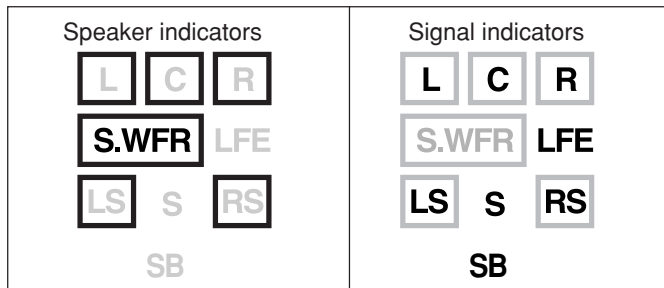 Speaker indicators
L C R
S.WFR LFE
LS S RS
SB
Signal indicators
L C R
S.WFR LFE
LS S RS
SB